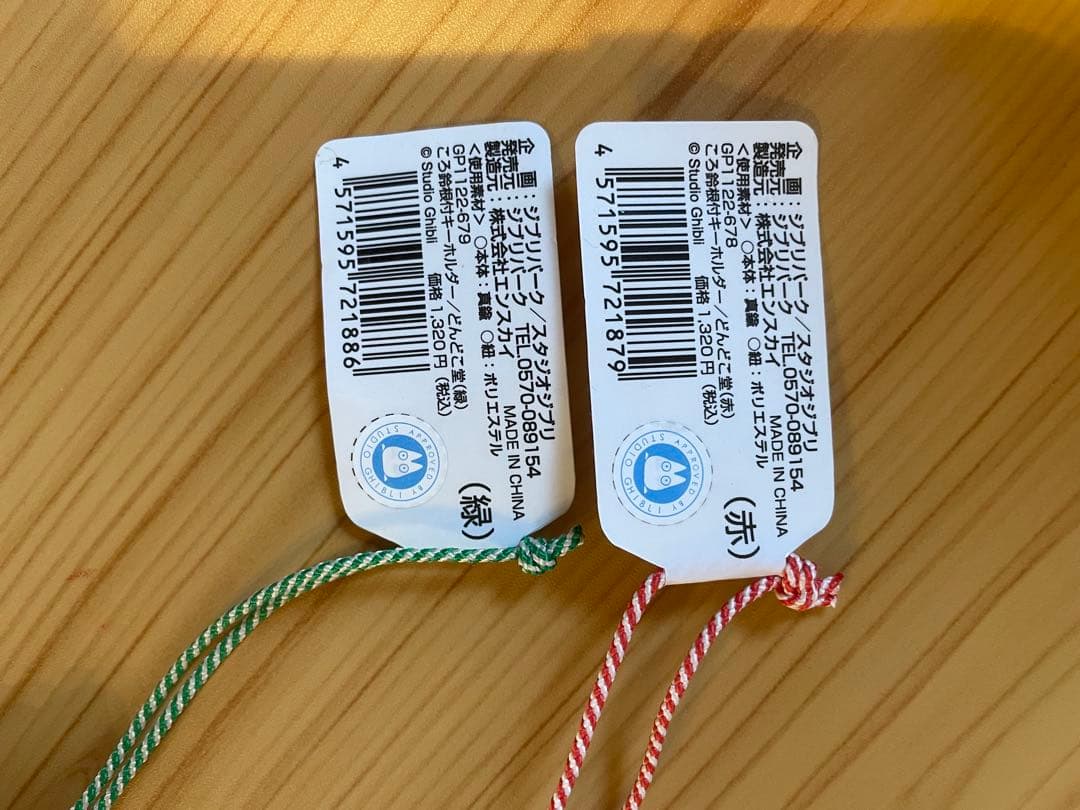 企　画：ジブリパーク／スタジオジブリ
発売元：ジブリパーク　TEL.0570-089154
製造元：株式会社エンスカイ　MADE IN CHINA
＜使用素材＞　○本体：真鍮　○紐：ポリエステル
GP1122-679
ころ鈴根付キーホルダー／どんどこ堂(緑)
価格 1,320円 (税込)
© Studio Ghibli
4 571595 721886
APPROVED BY STUDIO GHIBLI
(緑)
企　画：ジブリパーク／スタジオジブリ
発売元：ジブリパーク　TEL.0570-089154
製造元：株式会社エンスカイ　MADE IN CHINA
＜使用素材＞　○本体：真鍮　○紐：ポリエステル
GP1122-678
ころ鈴根付キーホルダー／どんどこ堂(赤)
価格 1,320円 (税込)
© Studio Ghibli
4 571595 721879
APPROVED BY STUDIO GHIBLI
(赤)